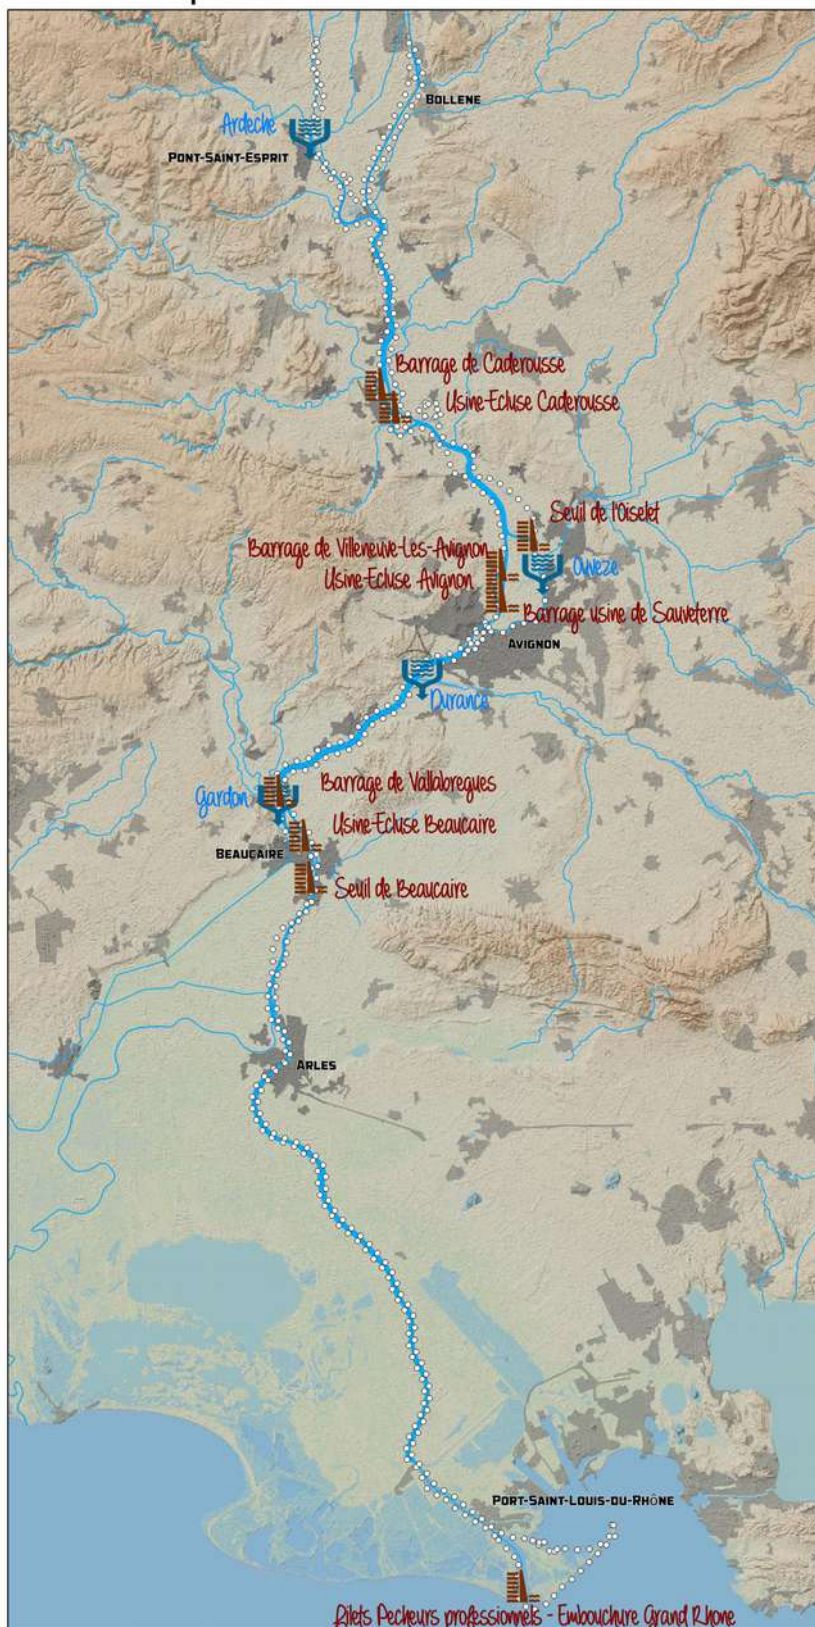 BOLLENE
Ardeche
PONT-SAINT-ESPRIT
Barrage de Caderousse
Usine-Ecluse Caderousse
Seuil de l'Oiselet
Barrage de Villeneuve-Les-Avignon
Ouveze
Usine-Ecluse Avignon
Barrage usine de Sauveterre
AVIGNON
Durance
Barrage de Vallabregues
Gardon
Usine-Ecluse Beaucaire
BEAUCAIRE
Seuil de Beaucaire
ARLES
PORT-SAINT-LOUIS-DU-RHÔNE
Filets Pecheurs professionnels - Embouchure Grand Rhone